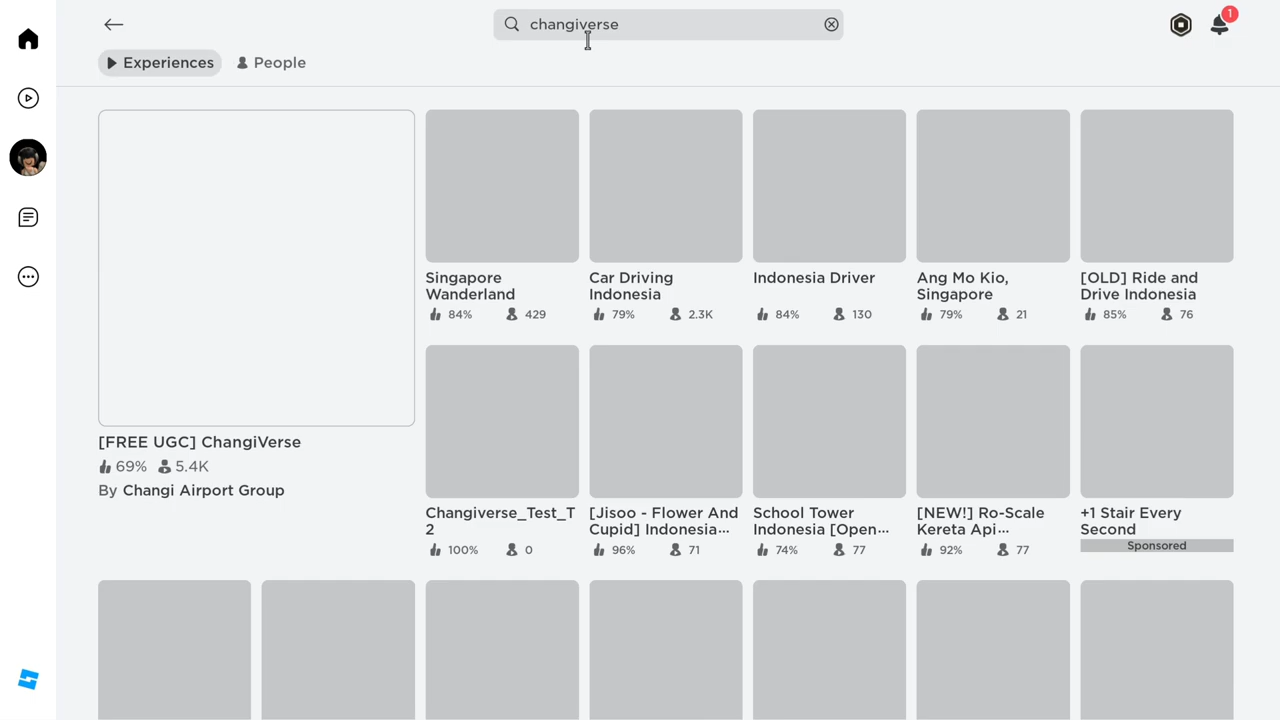 changiverse
1
Experiences
People
[FREE UGC] ChangiVerse
69% 5.4K
By Changi Airport Group
Singapore
Wanderland
84% 429
Car Driving
Indonesia
79% 2.3K
Indonesia Driver
84% 130
Ang Mo Kio,
Singapore
79% 21
[OLD] Ride and
Drive Indonesia
85% 76
Changiverse_Test_T
2
100% 0
[Jisoo - Flower And
Cupid] Indonesia...
96% 71
School Tower
Indonesia [Open...
74% 77
[NEW!] Ro-Scale
Kereta Api...
92% 77
+1 Stair Every
Second
Sponsored